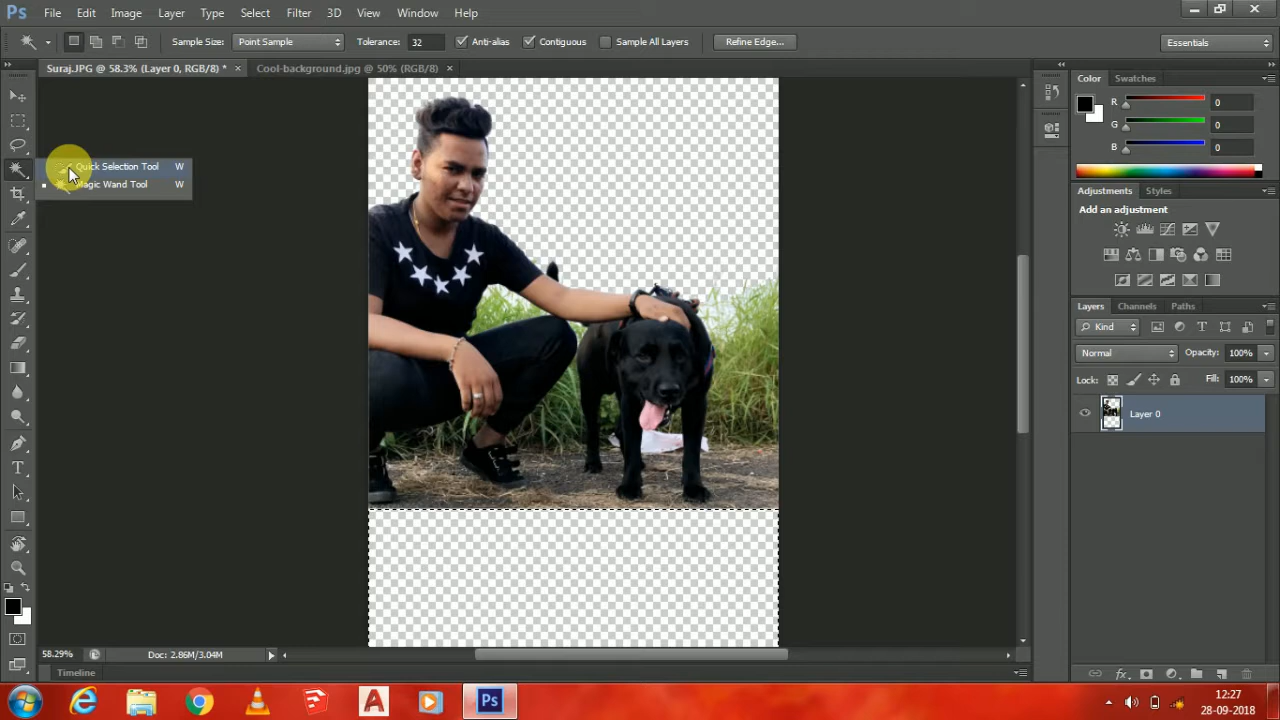 Ps File Edit Image Layer Type Select Filter 3D View Window Help
Sample Size: Point Sample Tolerance: 32 Anti-alias Contiguous Sample All Layers Refine Edge... Essentials
Suraj.JPG @ 58.3% (Layer 0, RGB/8) * × Cool-background.jpg @ 50% (RGB/8) ×
Color Swatches
R 0
G 0
B 0
Quick Selection Tool W
Magic Wand Tool W
Adjustments Styles
Add an adjustment
Layers Channels Paths
Kind
Normal Opacity: 100%
Lock: Fill: 100%
Layer 0
58.29% Doc: 2.86M/3.04M
Timeline
Ps
12:27
28-09-2018